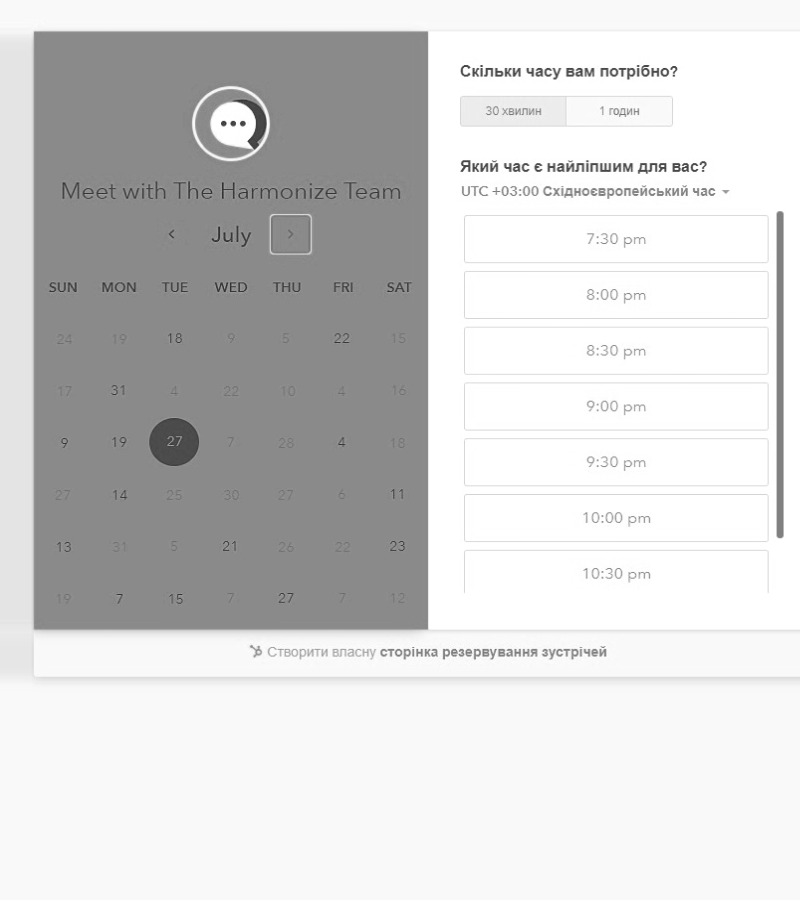 Meet with The Harmonize Team
July
SUN MON TUE WED THU FRI SAT
24 19 18 9 5 22 15
17 31 4 22 10 4 16
9 19 27 7 28 4 18
27 14 25 30 27 6 11
13 31 5 21 26 22 23
19 7 15 7 27 7 12
Скільки часу вам потрібно?
30 хвилин 1 годин
Який час є найліпшим для вас?
UTC +03:00 Східноєвропейський час
7:30 pm
8:00 pm
8:30 pm
9:00 pm
9:30 pm
10:00 pm
10:30 pm
Створити власну сторінка резервування зустрічей